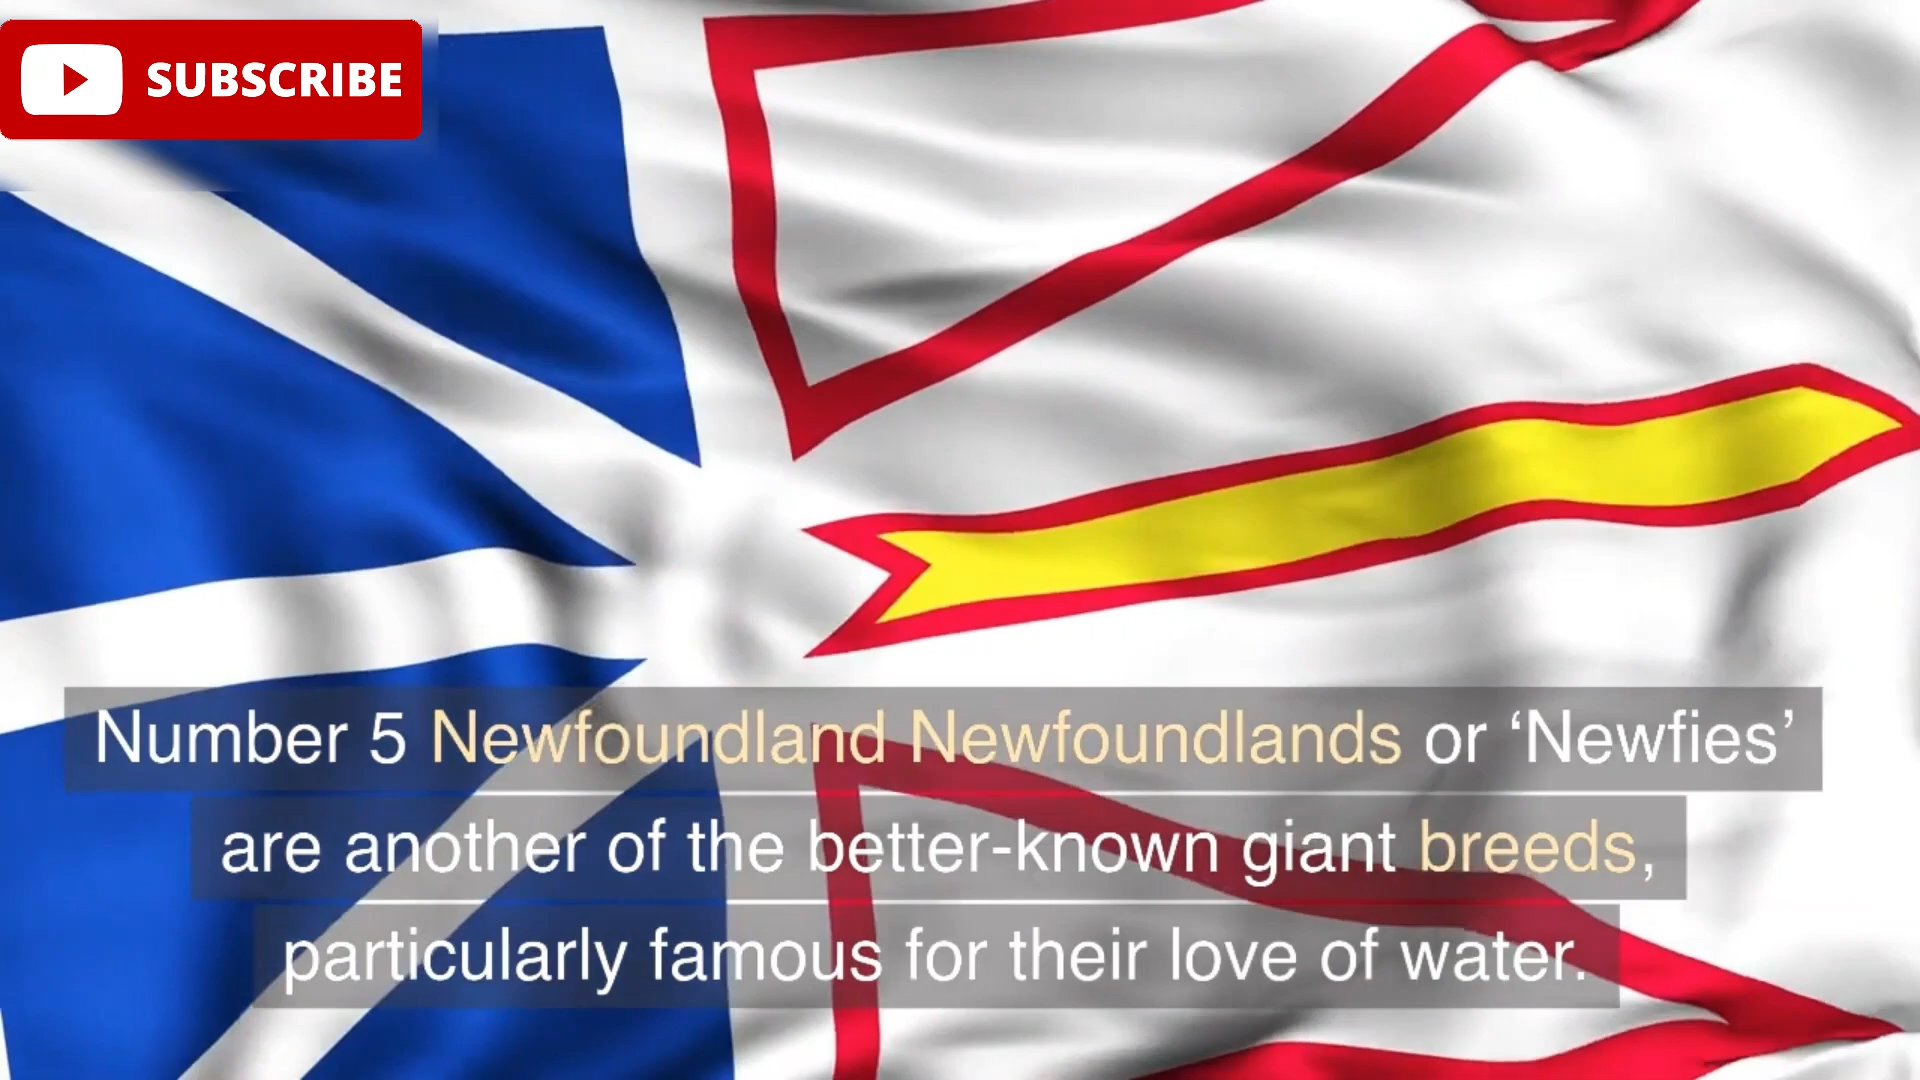 SUBSCRIBE
Number 5 Newfoundland Newfoundlands or ‘Newfies’
are another of the better-known giant breeds,
particularly famous for their love of water.